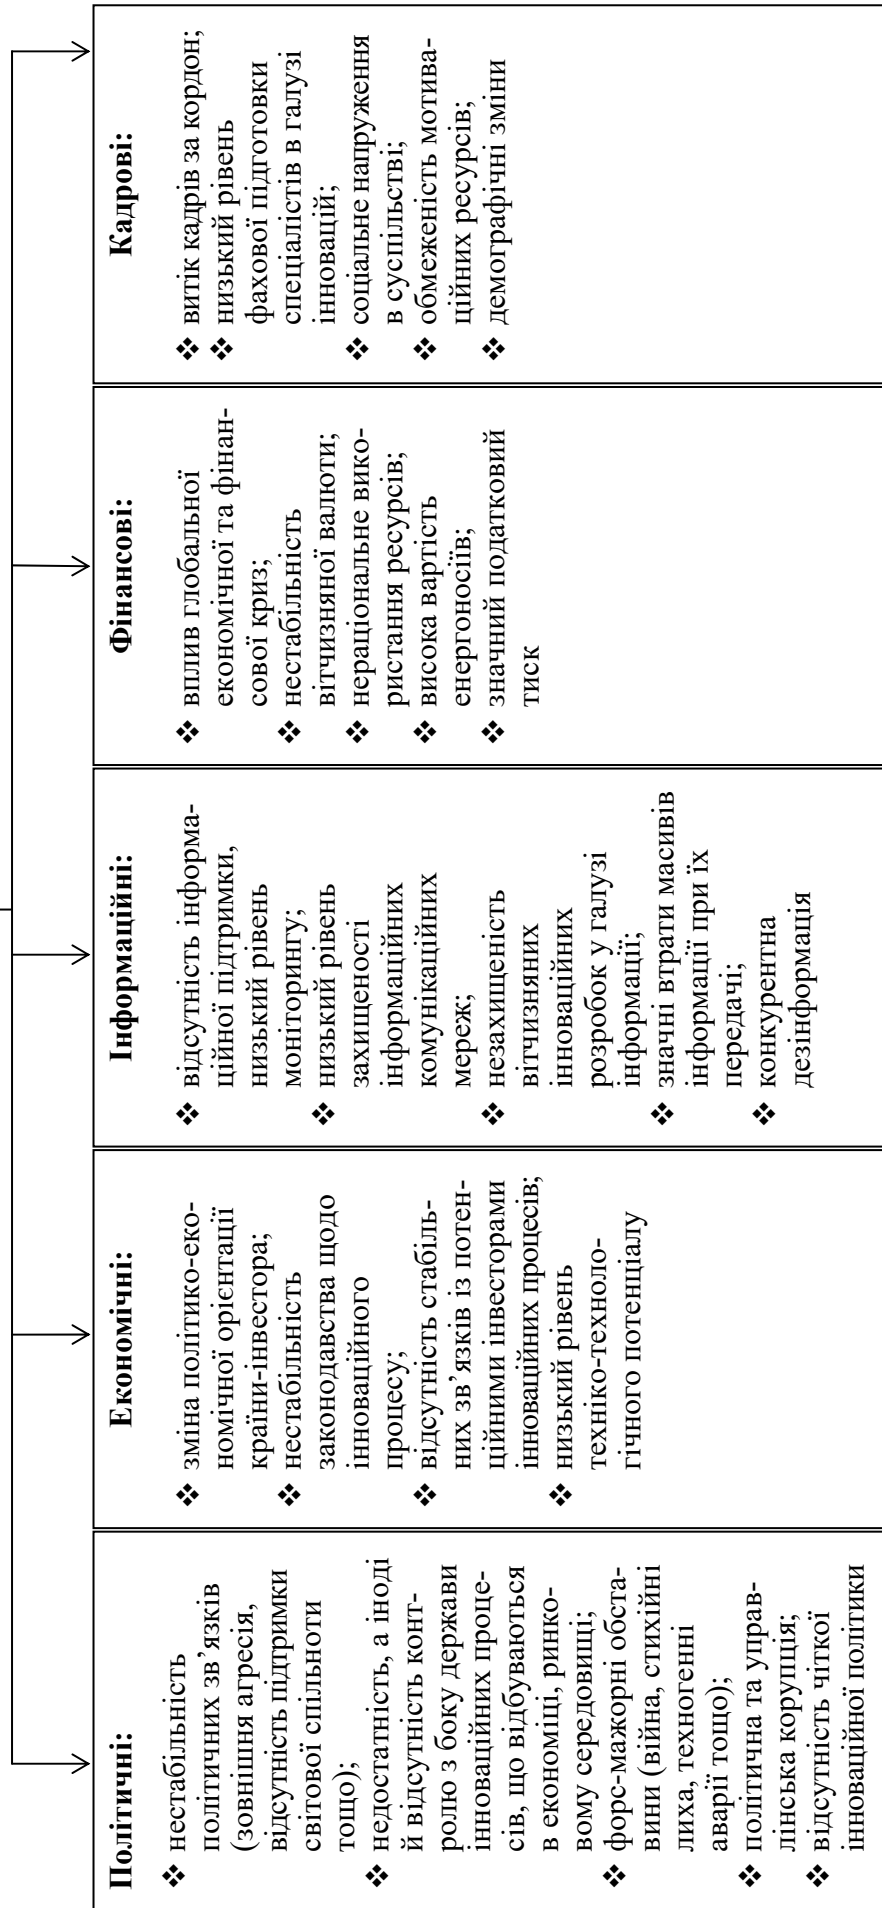 Політичні:
❖ нестабільність
політичних зв’язків
(зовнішня агресія,
відсутність підтримки
світової спільноти
тощо);
❖ недостатність, а іноді
й відсутність конт-
ролю з боку держави
інноваційних проце-
сів, що відбуваються
в економіці, ринко-
вому середовищі;
❖ форс-мажорні обста-
вини (війна, стихійні
лиха, техногенні
аварії тощо);
❖ політична та управ-
лінська корупція;
❖ відсутність чіткої
інноваційної політики
Економічні:
❖ зміна політико-еко-
номічної орієнтації
країни-інвестора;
❖ нестабільність
законодавства щодо
інноваційного
процесу;
❖ відсутність стабіль-
них зв’язків із потен-
ційними інвесторами
інноваційних процесів;
❖ низький рівень
техніко-техноло-
гічного потенціалу
Інформаційні:
❖ відсутність інформа-
ційної підтримки,
низький рівень
моніторингу;
❖ низький рівень
захищеності
інформаційних
комунікаційних
мереж;
❖ незахищеність
вітчизняних
інноваційних
розробок у галузі
інформації;
❖ значні втрати масивів
інформації при їх
передачі;
❖ конкурентна
дезінформація
Фінансові:
❖ вплив глобальної
економічної та фінан-
сової криз;
❖ нестабільність
вітчизняної валюти;
❖ нераціональне вико-
ристання ресурсів;
❖ висока вартість
енергоносіїв;
❖ значний податковий
тиск
Кадрові:
❖ витік кадрів за кордон;
❖ низький рівень
фахової підготовки
спеціалістів в галузі
інновацій;
❖ соціальне напруження
в суспільстві;
❖ обмеженість мотива-
ційних ресурсів;
❖ демографічні зміни